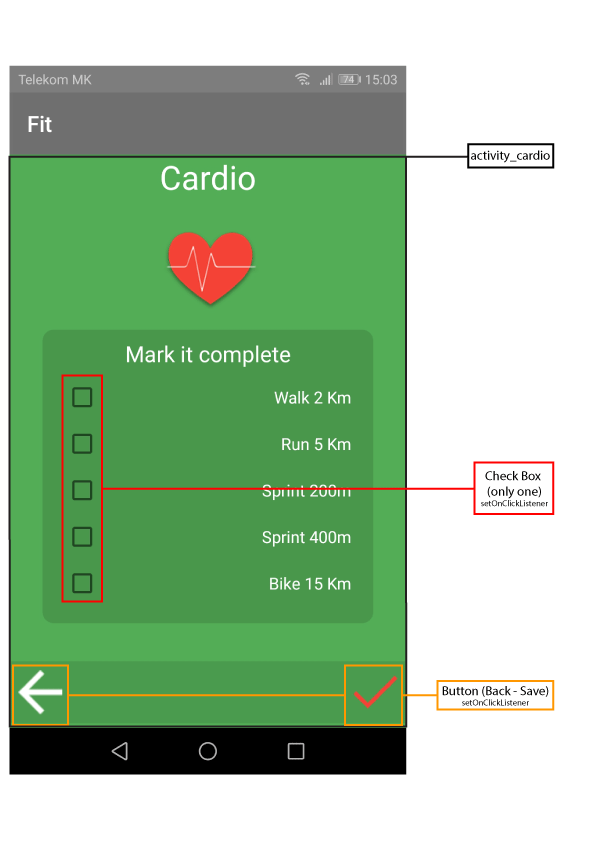 Telekom MK 74 15:03
Fit
activity_cardio
Cardio
Mark it complete
Walk 2 Km
Run 5 Km
Sprint 200m
Sprint 400m
Bike 15 Km
Check Box
(only one)
setOnClickListener
Button (Back - Save)
setOnClickListener